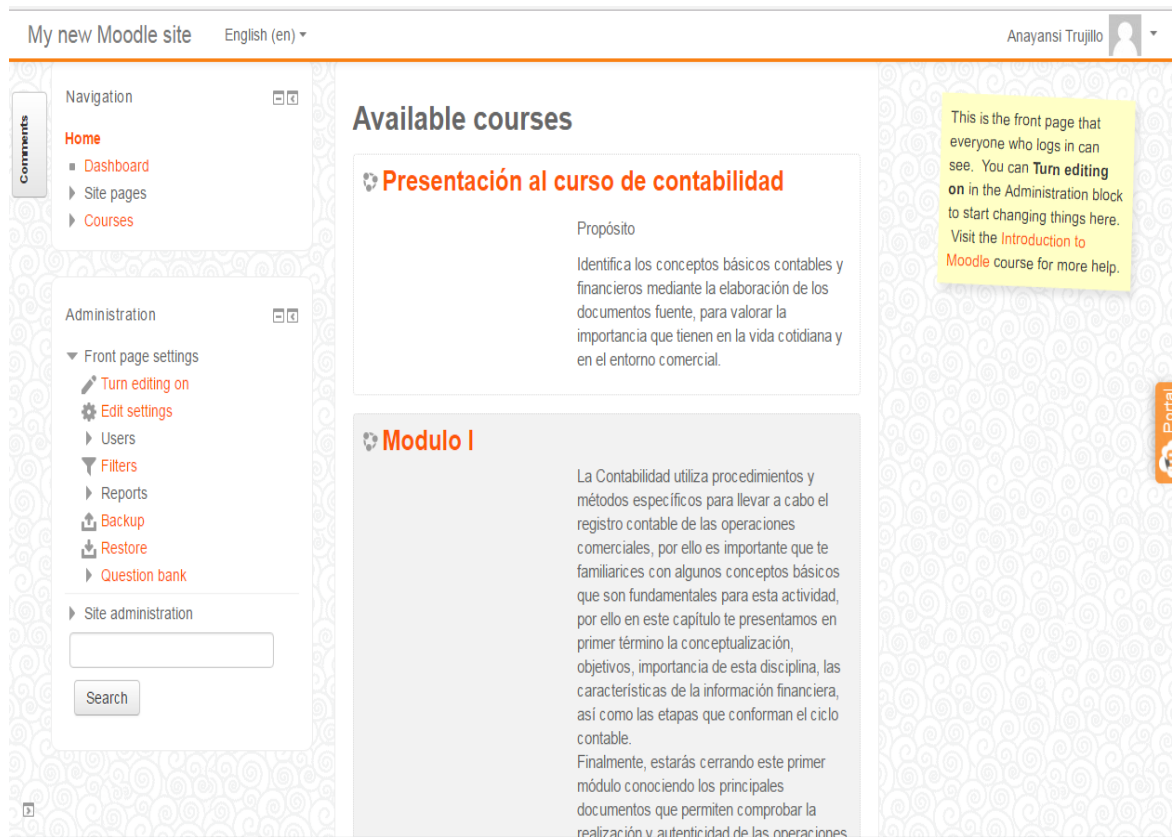 My new Moodle site
English (en)
Anayansi Trujillo
Comments
Navigation
Home
Dashboard
Site pages
Courses
Administration
Front page settings
Turn editing on
Edit settings
Users
Filters
Reports
Backup
Restore
Question bank
Site administration
Search
Available courses
Presentación al curso de contabilidad
Propósito
Identifica los conceptos básicos contables y
financieros mediante la elaboración de los
documentos fuente, para valorar la
importancia que tienen en la vida cotidiana y
en el entorno comercial.
Modulo I
La Contabilidad utiliza procedimientos y
métodos específicos para llevar a cabo el
registro contable de las operaciones
comerciales, por ello es importante que te
familiarices con algunos conceptos básicos
que son fundamentales para esta actividad,
por ello en este capítulo te presentamos en
primer término la conceptualización,
objetivos, importancia de esta disciplina, las
características de la información financiera,
así como las etapas que conforman el ciclo
contable.
Finalmente, estarás cerrando este primer
módulo conociendo los principales
documentos que permiten comprobar la
realización y autenticidad de las operaciones
This is the front page that
everyone who logs in can
see. You can Turn editing
on in the Administration block
to start changing things here.
Visit the Introduction to
Moodle course for more help.
Portal